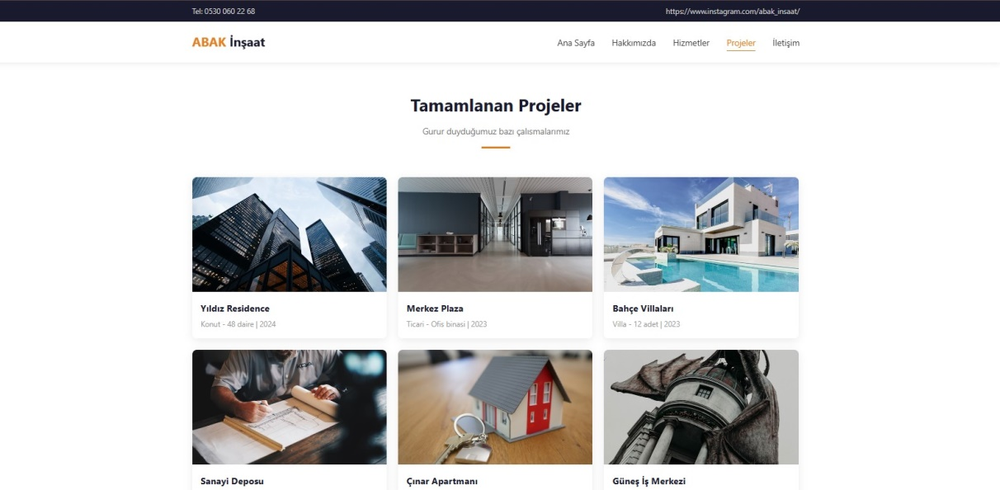 Tel: 0530 060 22 68
https://www.instagram.com/abak_insaat/
ABAK İnşaat
Ana Sayfa
Hakkımızda
Hizmetler
Projeler
İletişim
Tamamlanan Projeler
Gurur duyduğumuz bazı çalısmalarımız
Yıldız Residence
Konut - 48 daire | 2024
Merkez Plaza
Ticari - Ofis binasi | 2023
Bahçe Villaları
Villa - 12 adet | 2023
Sanayi Deposu
Çınar Apartmanı
Güneş İş Merkezi